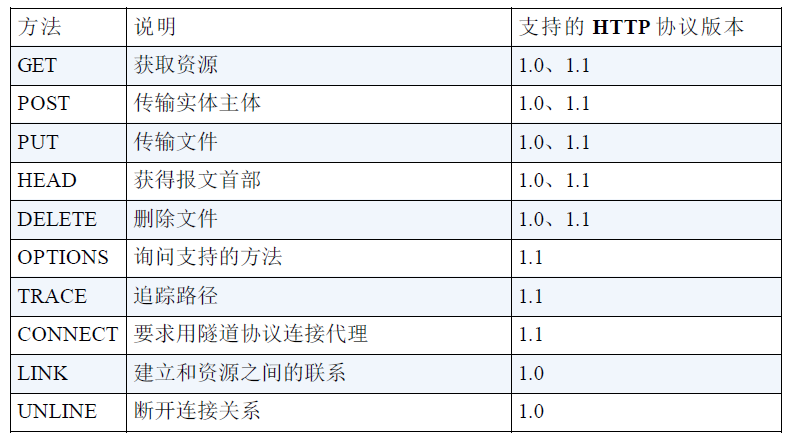 方法 说明 支持的 HTTP 协议版本
GET 获取资源 1.0、1.1
POST 传输实体主体 1.0、1.1
PUT 传输文件 1.0、1.1
HEAD 获得报文首部 1.0、1.1
DELETE 删除文件 1.0、1.1
OPTIONS 询问支持的方法 1.1
TRACE 追踪路径 1.1
CONNECT 要求用隧道协议连接代理 1.1
LINK 建立和资源之间的联系 1.0
UNLINE 断开连接关系 1.0